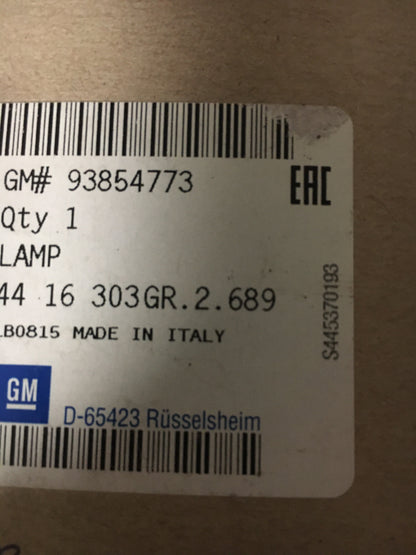 GM# 93854773
EAC
Qty 1
LAMP
44 16 303GR.2.689
LB0815 MADE IN ITALY
S445370193
GM
D-65423 Rüsselsheim